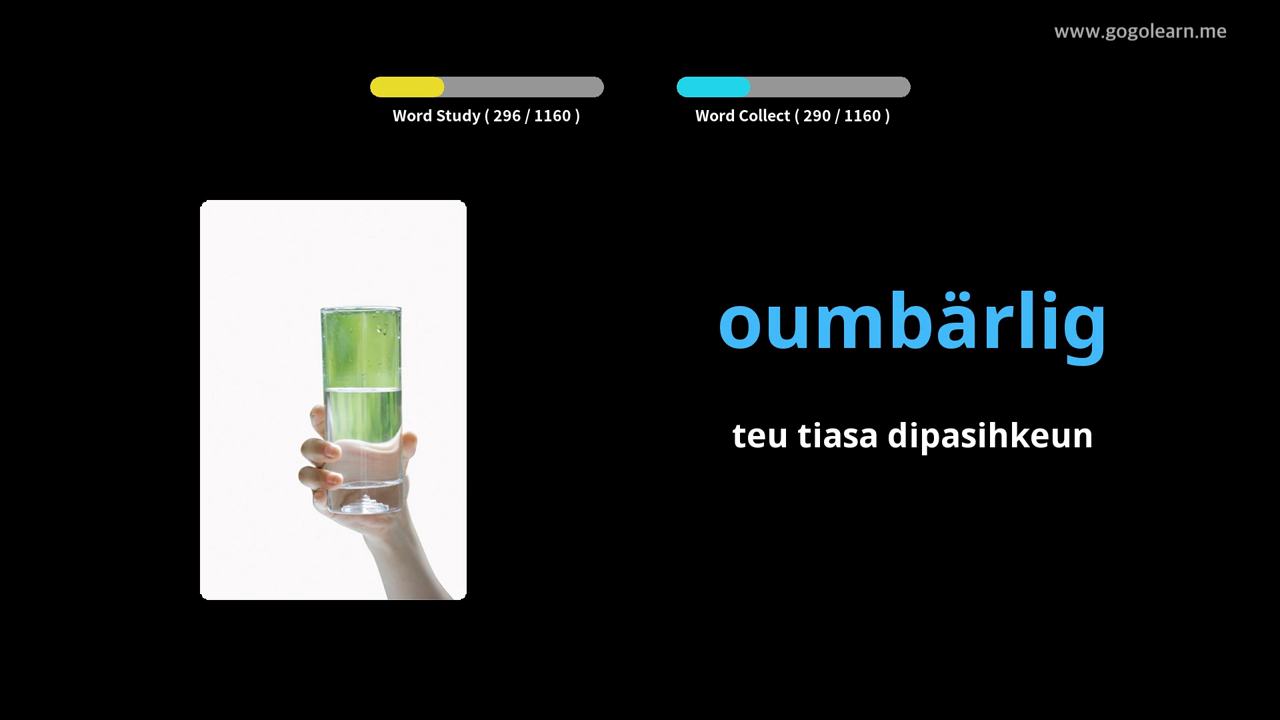 www.gogolearn.me
Word Study ( 296 / 1160 )
Word Collect ( 290 / 1160 )
oumbärlig
teu tiasa dipasihkeun